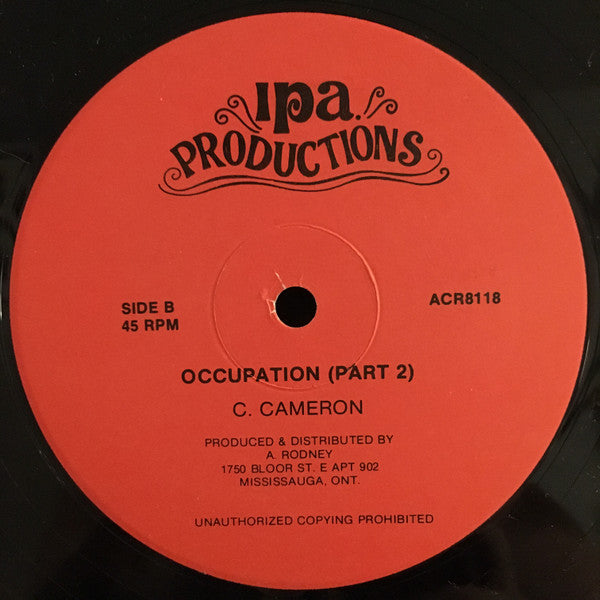 ipa.
PRODUCTIONS
SIDE B
45 RPM
ACR8118
OCCUPATION (PART 2)
C. CAMERON
PRODUCED & DISTRIBUTED BY
A. RODNEY
1750 BLOOR ST. E APT 902
MISSISSAUGA, ONT.
UNAUTHORIZED COPYING PROHIBITED